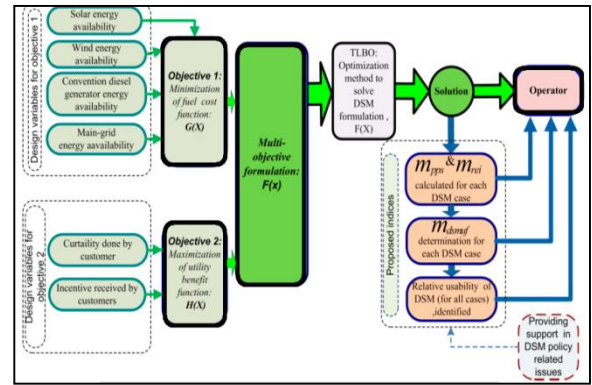 Design variables for objective 1
Solar energy
availability
Wind energy
availability
Convention diesel
generator energy
availability
Main-grid
energy aavailability
Objective 1:
Minimization
of fuel cost
function:
G(X)
Design variables for
objective 2
Curtaility done by
customer
Incentive received by
customers
Objective 2:
Maximization
of utility
benefit
function:
H(X)
Multi-
objective
formulation:
F(x)
TLBO:
Optimization
method to
solve
DSM
formulation ,
F(X)
Solution
Operator
Proposed indices
mpps & mrei
calculated for each
DSM case
mdsmuf
determination for
each DSM case
Relative usability of
DSM (for all cases)
,identified
Providing
support in
DSM policy
related
issues